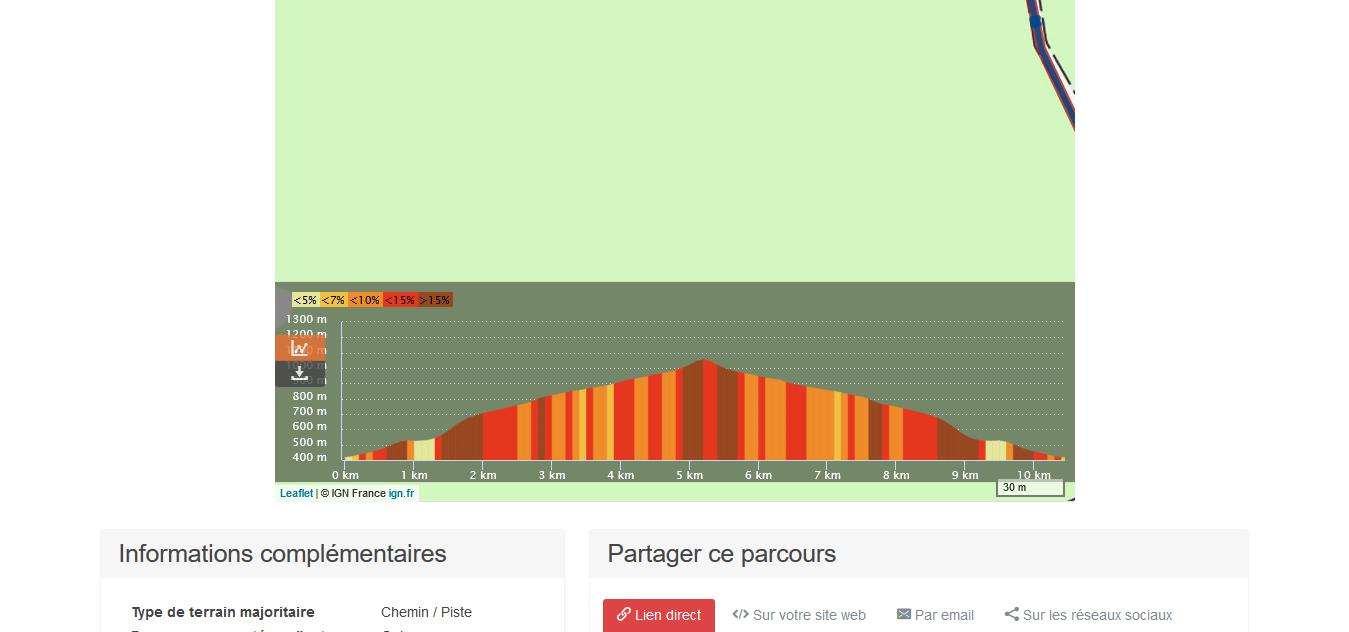 <5% <7% <10% <15% >15%
1300 m
1200 m
800 m
700 m
600 m
500 m
400 m
0 km 1 km 2 km 3 km 4 km 5 km 6 km 7 km 8 km 9 km 10 km
30 m
Leaflet | © IGN France ign.fr
Informations complémentaires
Partager ce parcours
Type de terrain majoritaire Chemin / Piste
Lien direct Sur votre site web Par email Sur les réseaux sociaux